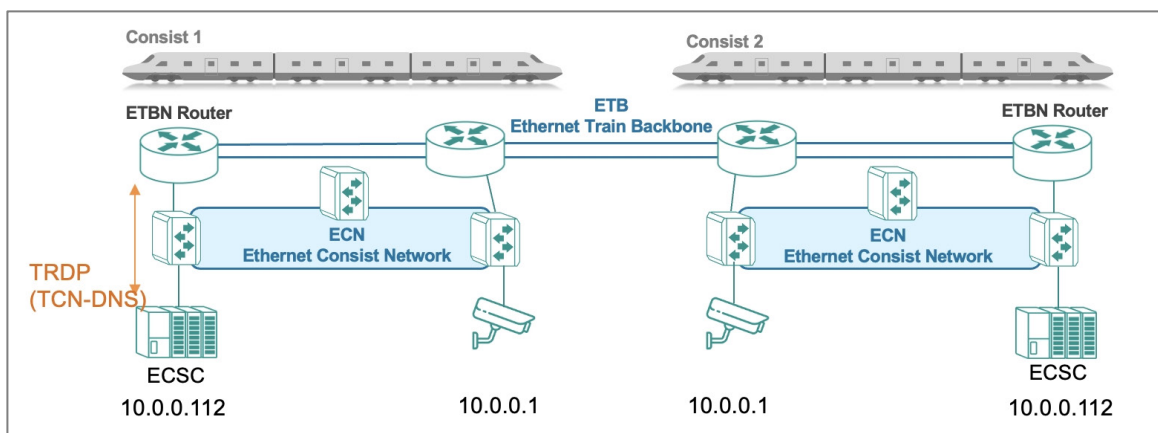 Consist 1
Consist 2
ETBN Router
ETB
Ethernet Train Backbone
ETBN Router
ECN
Ethernet Consist Network
ECN
Ethernet Consist Network
TRDP
(TCN-DNS)
ECSC
ECSC
10.0.0.112
10.0.0.1
10.0.0.1
10.0.0.112